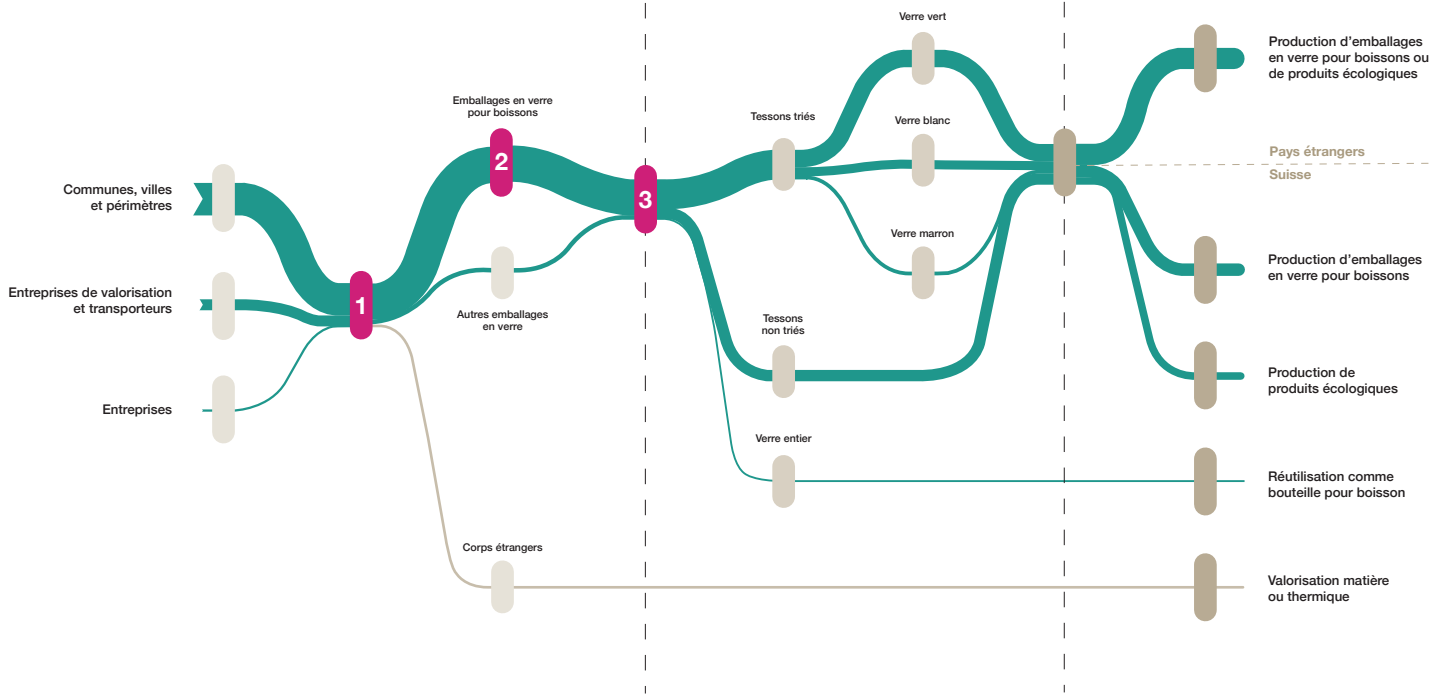 Communes, villes
et périmètres
Entreprises de valorisation
et transporteurs
Entreprises
1
Emballages en verre
pour boissons
2
Autres emballages
en verre
Corps étrangers
3
Tessons triés
Tessons
non triés
Verre entier
Verre vert
Verre blanc
Verre marron
Production d’emballages
en verre pour boissons ou
de produits écologiques
Pays étrangers
Suisse
Production d’emballages
en verre pour boissons
Production de
produits écologiques
Réutilisation comme
bouteille pour boisson
Valorisation matière
ou thermique